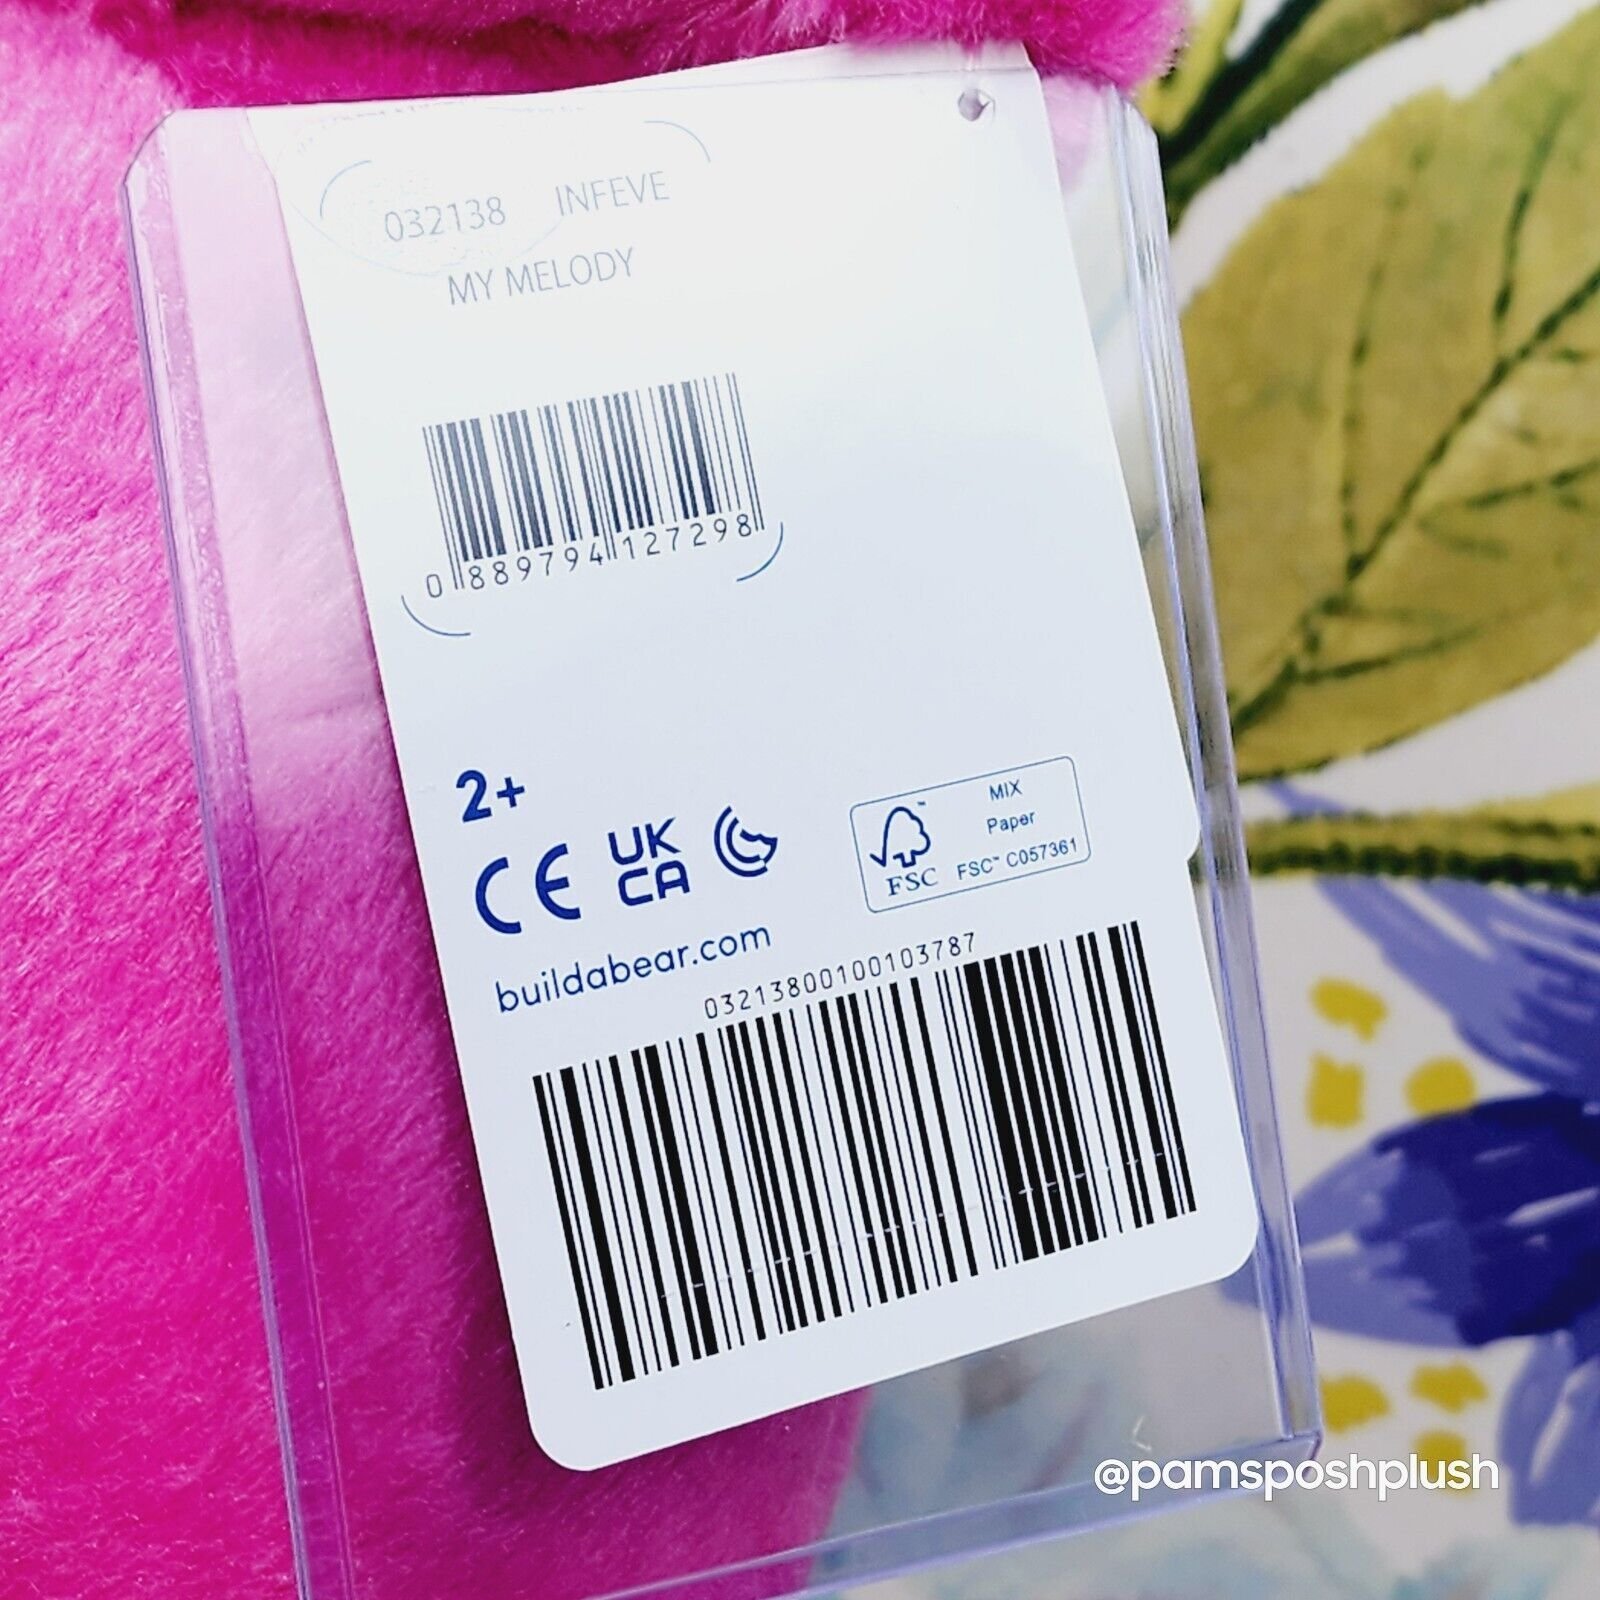 032138 INFEVE
MY MELODY
0 889794 127298
2+
CE UK CA
MIX
Paper
FSC™ C057361
™
FSC
buildabear.com
03213800100103787
@pamsposhplush